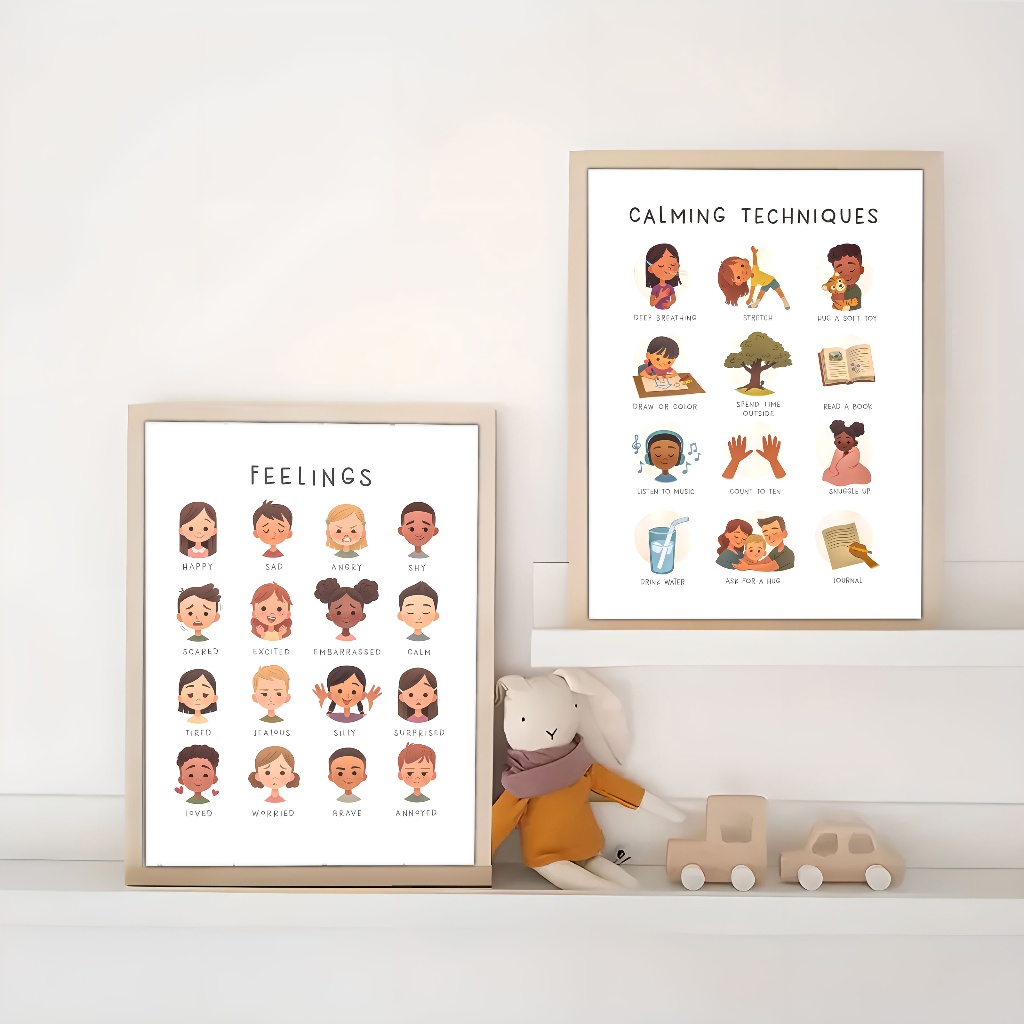 CALMING TECHNIQUES
DEEP BREATHING
STRETCH
HUG A SOFT TOY
DRAW OR COLOR
SPEND TIME
OUTSIDE
READ A BOOK
LISTEN TO MUSIC
COUNT TO TEN
SNUGGLE UP
DRINK WATER
ASK FOR A HUG
JOURNAL
FEELINGS
HAPPY
SAD
ANGRY
SHY
SCARED
EXCITED
EMBARRASSED
CALM
TIRED
JEALOUS
SILLY
SURPRISED
LOVED
WORRIED
BRAVE
ANNOYED